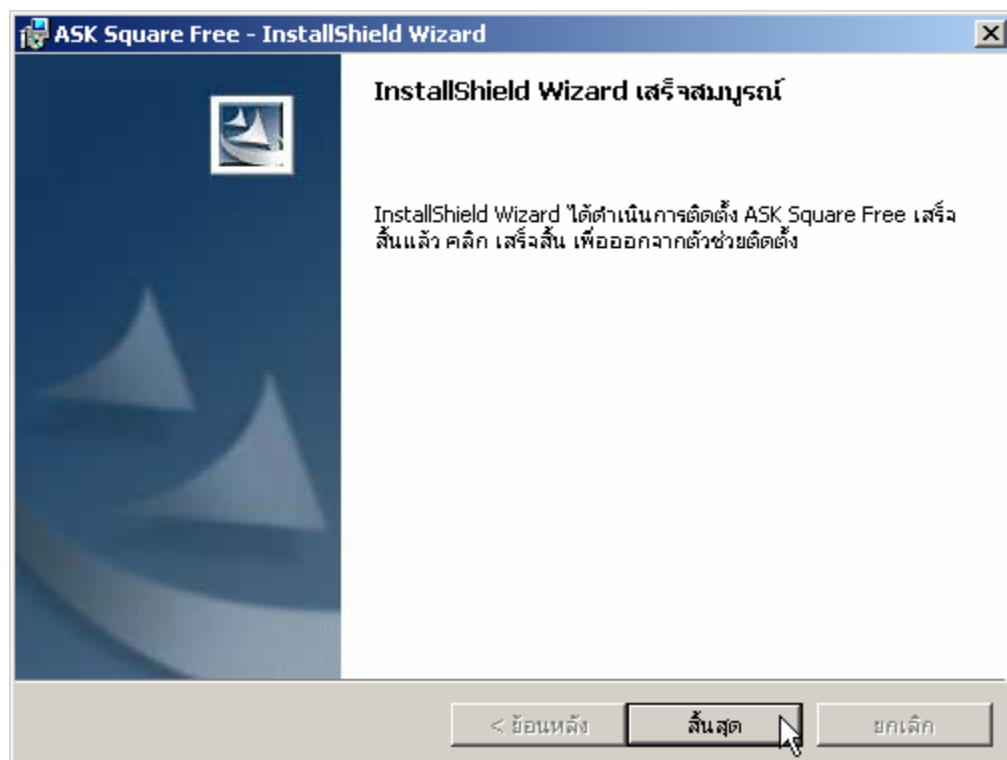 ASK Square Free - InstallShield Wizard
InstallShield Wizard เสร็จสมบูรณ์
InstallShield Wizard ได้ดำเนินการติดตั้ง ASK Square Free เสร็จ
สิ้นแล้ว คลิก เสร็จสิ้น เพื่อออกจากตัวช่วยติดตั้ง
< ย้อนหลัง
สิ้นสุด
ยกเลิก